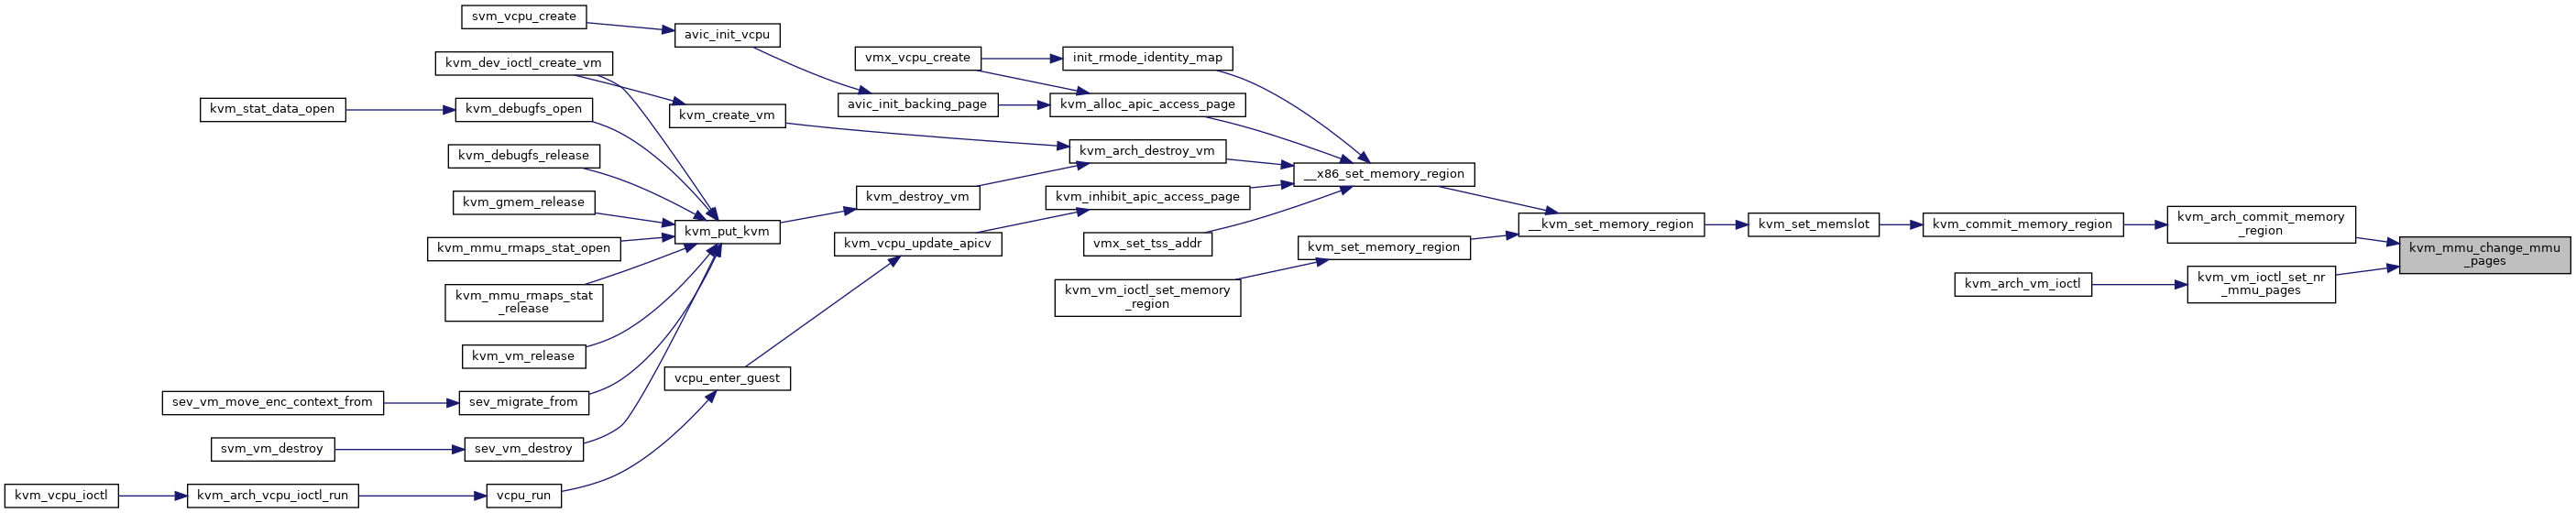 svm_vcpu_create
avic_init_vcpu
kvm_dev_ioctl_create_vm
vmx_vcpu_create
init_rmode_identity_map
kvm_stat_data_open
kvm_debugfs_open
kvm_create_vm
avic_init_backing_page
kvm_alloc_apic_access_page
kvm_debugfs_release
kvm_arch_destroy_vm
__x86_set_memory_region
kvm_gmem_release
kvm_destroy_vm
kvm_inhibit_apic_access_page
kvm_put_kvm
kvm_mmu_rmaps_stat_open
kvm_vcpu_update_apicv
vmx_set_tss_addr
kvm_set_memory_region
__kvm_set_memory_region
kvm_set_memslot
kvm_commit_memory_region
kvm_arch_commit_memory
_region
kvm_mmu_change_mmu
_pages
kvm_mmu_rmaps_stat
_release
kvm_vm_ioctl_set_memory
_region
kvm_arch_vm_ioctl
kvm_vm_ioctl_set_nr
_mmu_pages
kvm_vm_release
vcpu_enter_guest
sev_vm_move_enc_context_from
sev_migrate_from
svm_vm_destroy
sev_vm_destroy
kvm_vcpu_ioctl
kvm_arch_vcpu_ioctl_run
vcpu_run